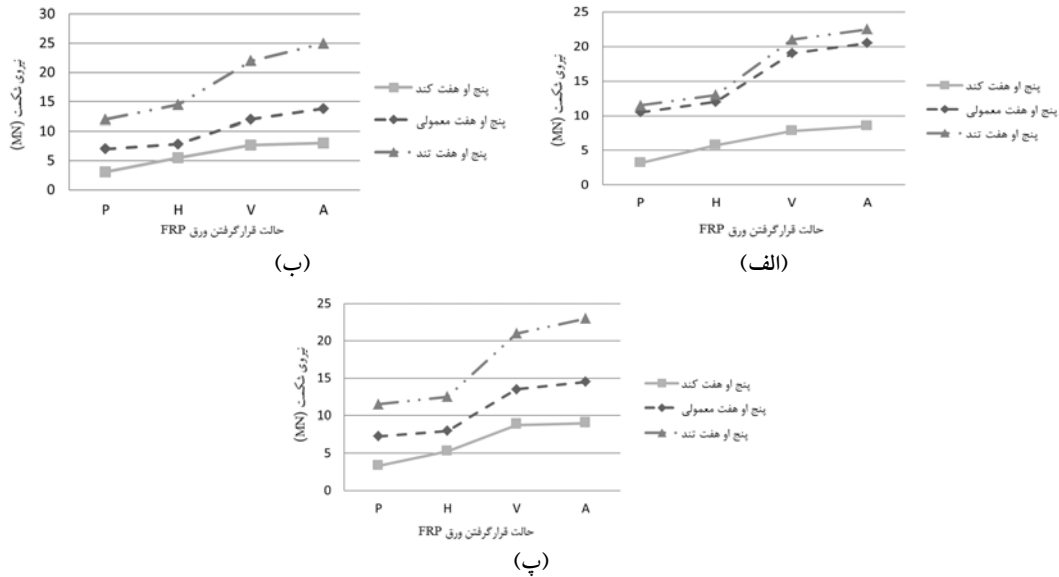 نیروی شکست (MN)
25
20
15
10
5
0
P H V A
حالت قرارگرفتن ورق FRP
پنج او هفت کند
پنج او هفت معمولی
پنج او هفت تند
(الف)
نیروی شکست (MN)
30
25
20
15
10
5
0
P H V A
حالت قرارگرفتن ورق FRP
پنج او هفت کند
پنج او هفت معمولی
پنج او هفت تند
(ب)
نیروی شکست (MN)
25
20
15
10
5
0
P H V A
حالت قرارگرفتن ورق FRP
پنج او هفت کند
پنج او هفت معمولی
پنج او هفت تند
(پ)